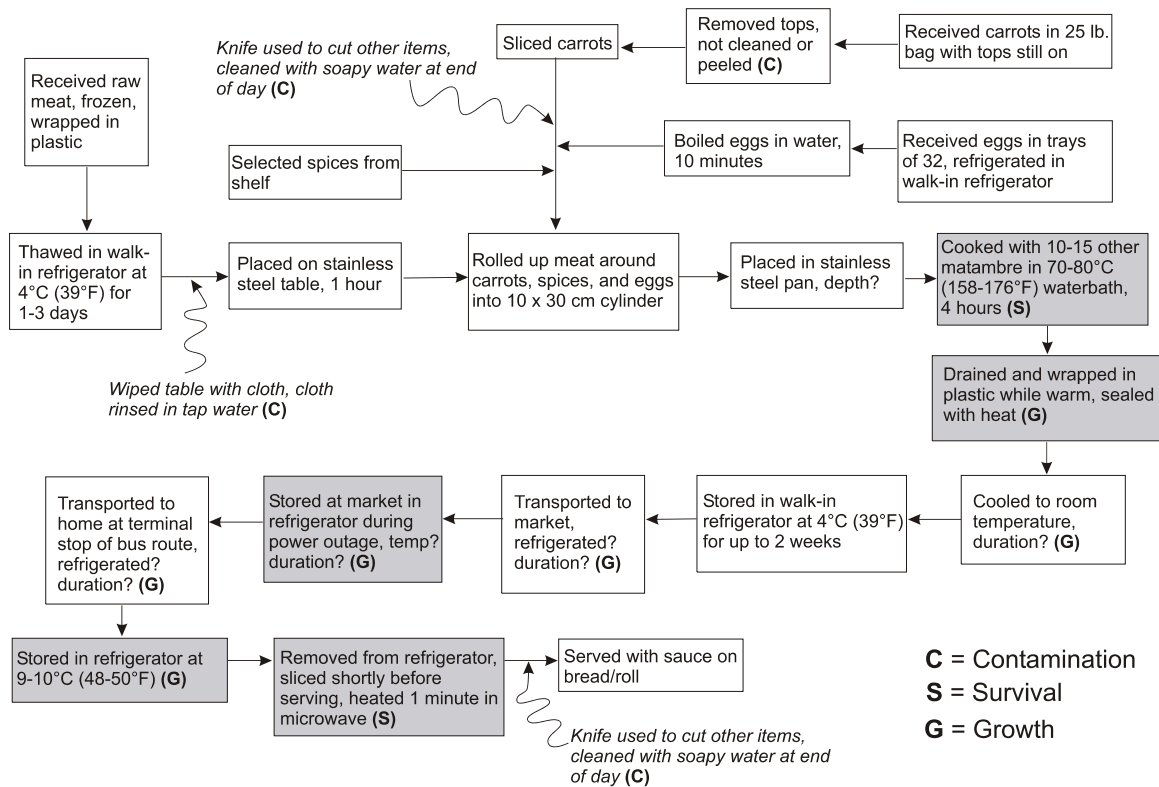 Received raw
meat, frozen,
wrapped in
plastic
Knife used to cut other items,
cleaned with soapy water at end
of day (C)
Sliced carrots
Removed tops,
not cleaned or
peeled (C)
Received carrots in 25 lb.
bag with tops still on
Selected spices from
shelf
Boiled eggs in water,
10 minutes
Received eggs in trays
of 32, refrigerated in
walk-in refrigerator
Thawed in walk-
in refrigerator at
4°C (39°F) for
1-3 days
Placed on stainless
steel table, 1 hour
Rolled up meat around
carrots, spices, and eggs
into 10 x 30 cm cylinder
Placed in stainless
steel pan, depth?
Cooked with 10-15 other
matambre in 70-80°C
(158-176°F) waterbath,
4 hours (S)
Wiped table with cloth, cloth
rinsed in tap water (C)
Drained and wrapped in
plastic while warm, sealed
with heat (G)
Cooled to room
temperature,
duration? (G)
Stored in walk-in
refrigerator at 4°C (39°F)
for up to 2 weeks
Transported to
market,
refrigerated?
duration? (G)
Stored at market in
refrigerator during
power outage, temp?
duration? (G)
Transported to
home at terminal
stop of bus route,
refrigerated?
duration? (G)
Stored in refrigerator at
9-10°C (48-50°F) (G)
Removed from refrigerator,
sliced shortly before
serving, heated 1 minute in
microwave (S)
Served with sauce on
bread/roll
Knife used to cut other items,
cleaned with soapy water at end
of day (C)
C = Contamination
S = Survival
G = Growth